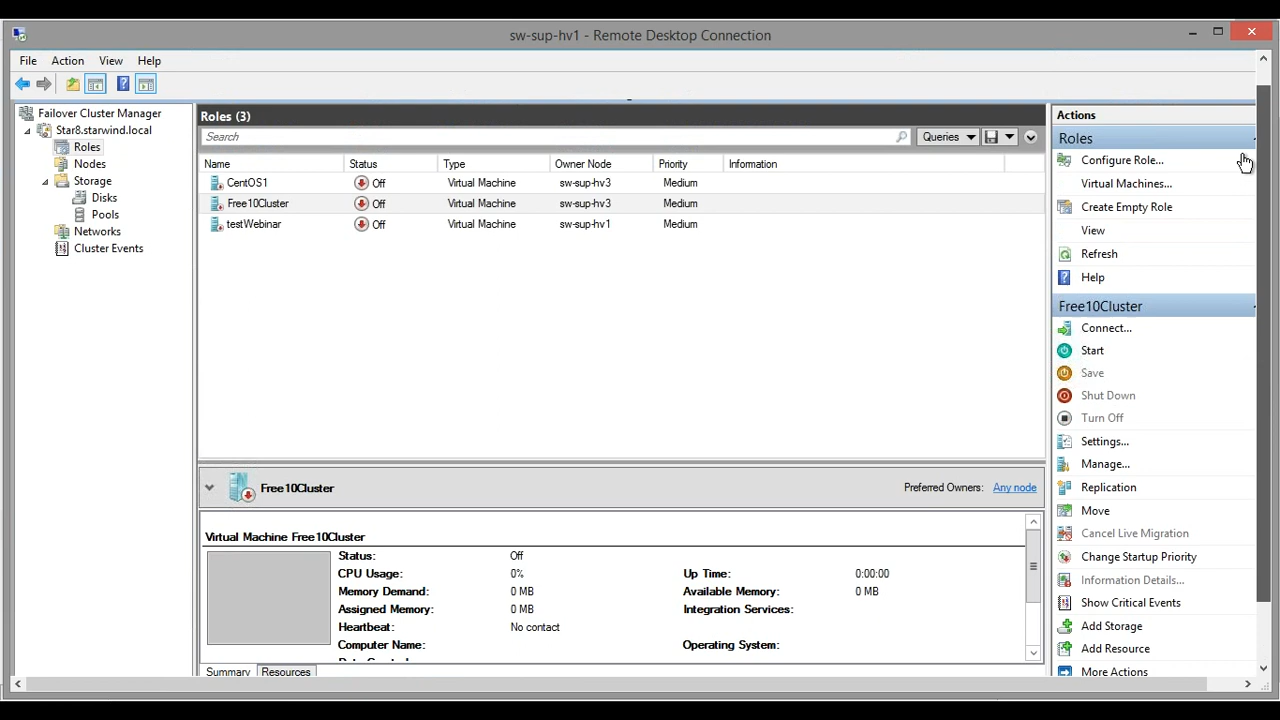 sw-sup-hv1 - Remote Desktop Connection
File Action View Help
Failover Cluster Manager
Star8.starwind.local
Roles
Nodes
Storage
Disks
Pools
Networks
Cluster Events
Roles (3)
Search
Queries
Name Status Type Owner Node Priority Information
CentOS1 Off Virtual Machine sw-sup-hv3 Medium
Free10Cluster Off Virtual Machine sw-sup-hv3 Medium
testWebinar Off Virtual Machine sw-sup-hv1 Medium
Free10Cluster Preferred Owners: Any node
Virtual Machine Free10Cluster
Status: Off
CPU Usage: 0% Up Time: 0:00:00
Memory Demand: 0 MB Available Memory: 0 MB
Assigned Memory: 0 MB Integration Services:
Heartbeat: No contact
Computer Name: Operating System:
Summary Resources
Actions
Roles
Configure Role...
Virtual Machines...
Create Empty Role
View
Refresh
Help
Free10Cluster
Connect...
Start
Save
Shut Down
Turn Off
Settings...
Manage...
Replication
Move
Cancel Live Migration
Change Startup Priority
Information Details...
Show Critical Events
Add Storage
Add Resource
More Actions